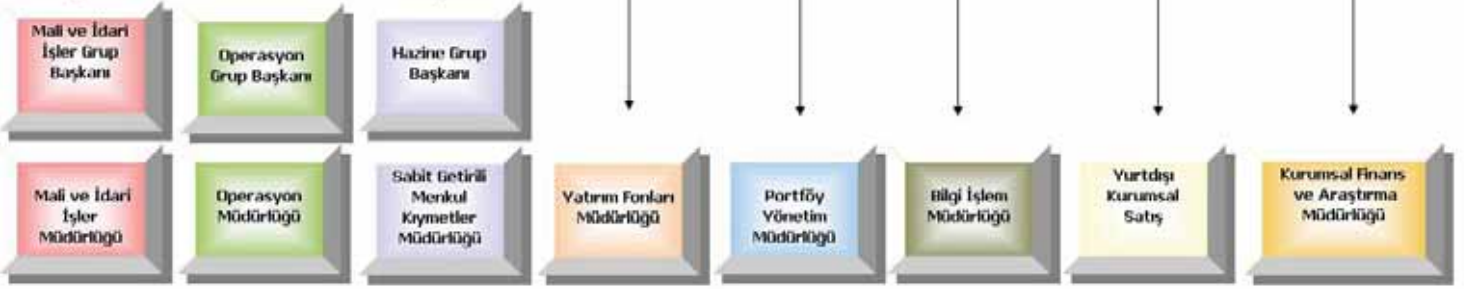 Mali ve İdari
İşler Grup
Başkanı
Operasyon
Grup Başkanı
Hazine Grup
Başkanı
Mali ve İdari
İşler
Müdürlüğü
Operasyon
Müdürlüğü
Sabit Getirili
Menkul
Kıymetler
Müdürlüğü
Yatırım Fonları
Müdürlüğü
Portföy
Yönetim
Müdürlüğü
Bilgi İşlem
Müdürlüğü
Yurtdışı
Kurumsal
Satış
Kurumsal Finans
ve Araştırma
Müdürlüğü